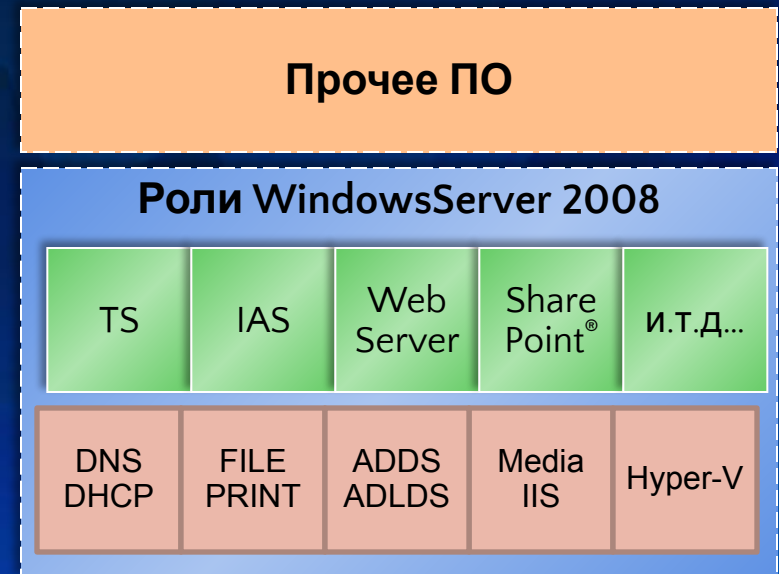 Прочее ПО
Роли WindowsServer 2008
TS
IAS
Web
Server
Share
Point®
и.т.д...
DNS
DHCP
FILE
PRINT
ADDS
ADLDS
Media
IIS
Hyper-V